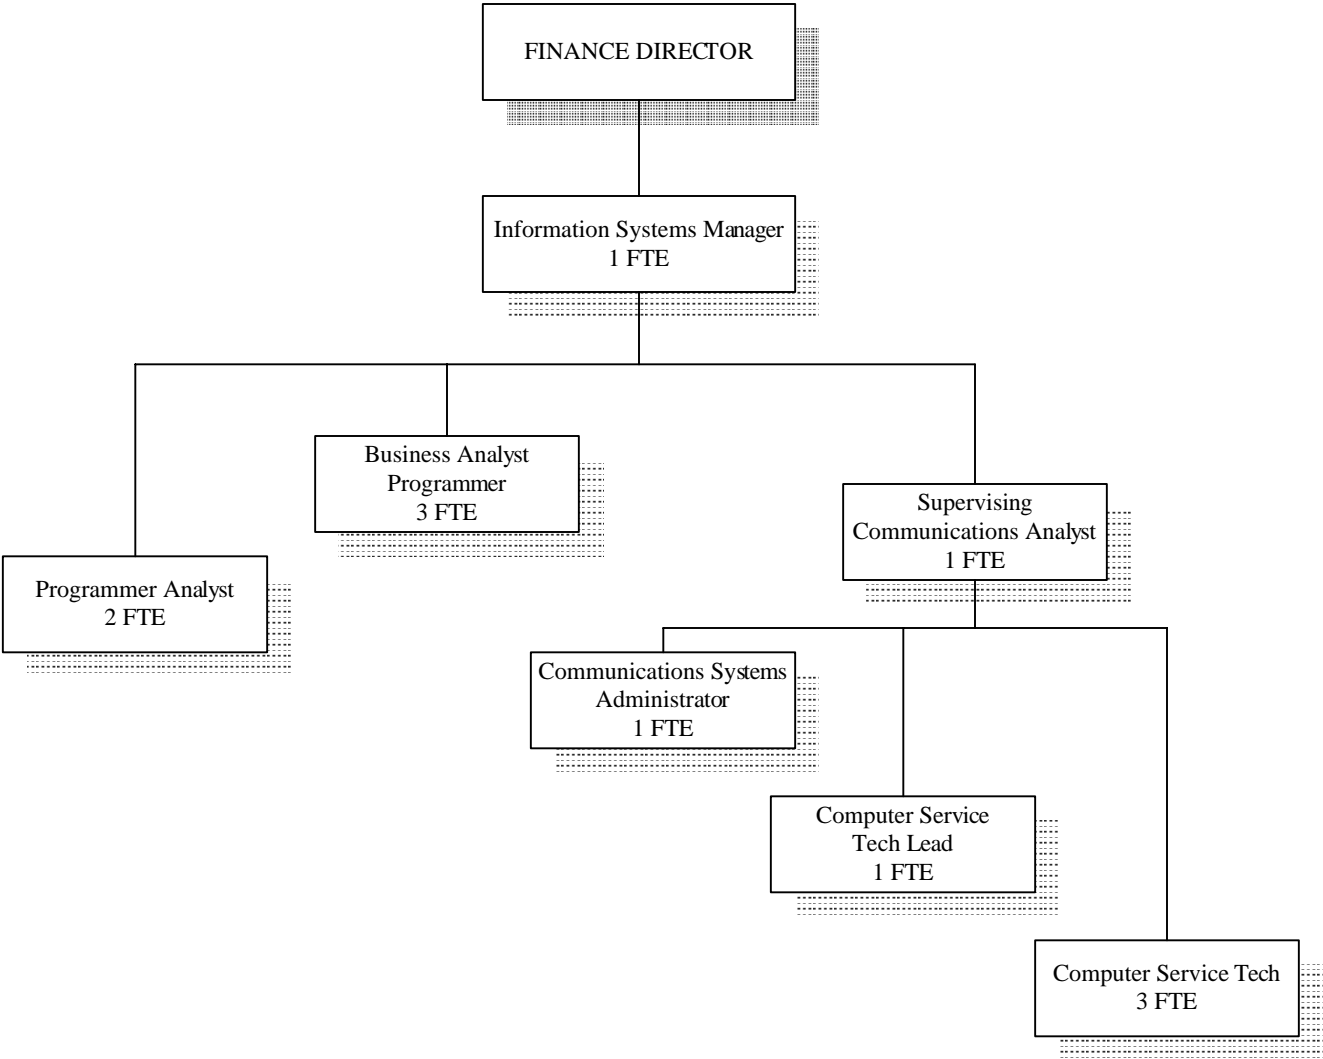 FINANCE DIRECTOR
Information Systems Manager
1 FTE
Business Analyst
Programmer
3 FTE
Supervising
Communications Analyst
1 FTE
Programmer Analyst
2 FTE
Communications Systems
Administrator
1 FTE
Computer Service
Tech Lead
1 FTE
Computer Service Tech
3 FTE